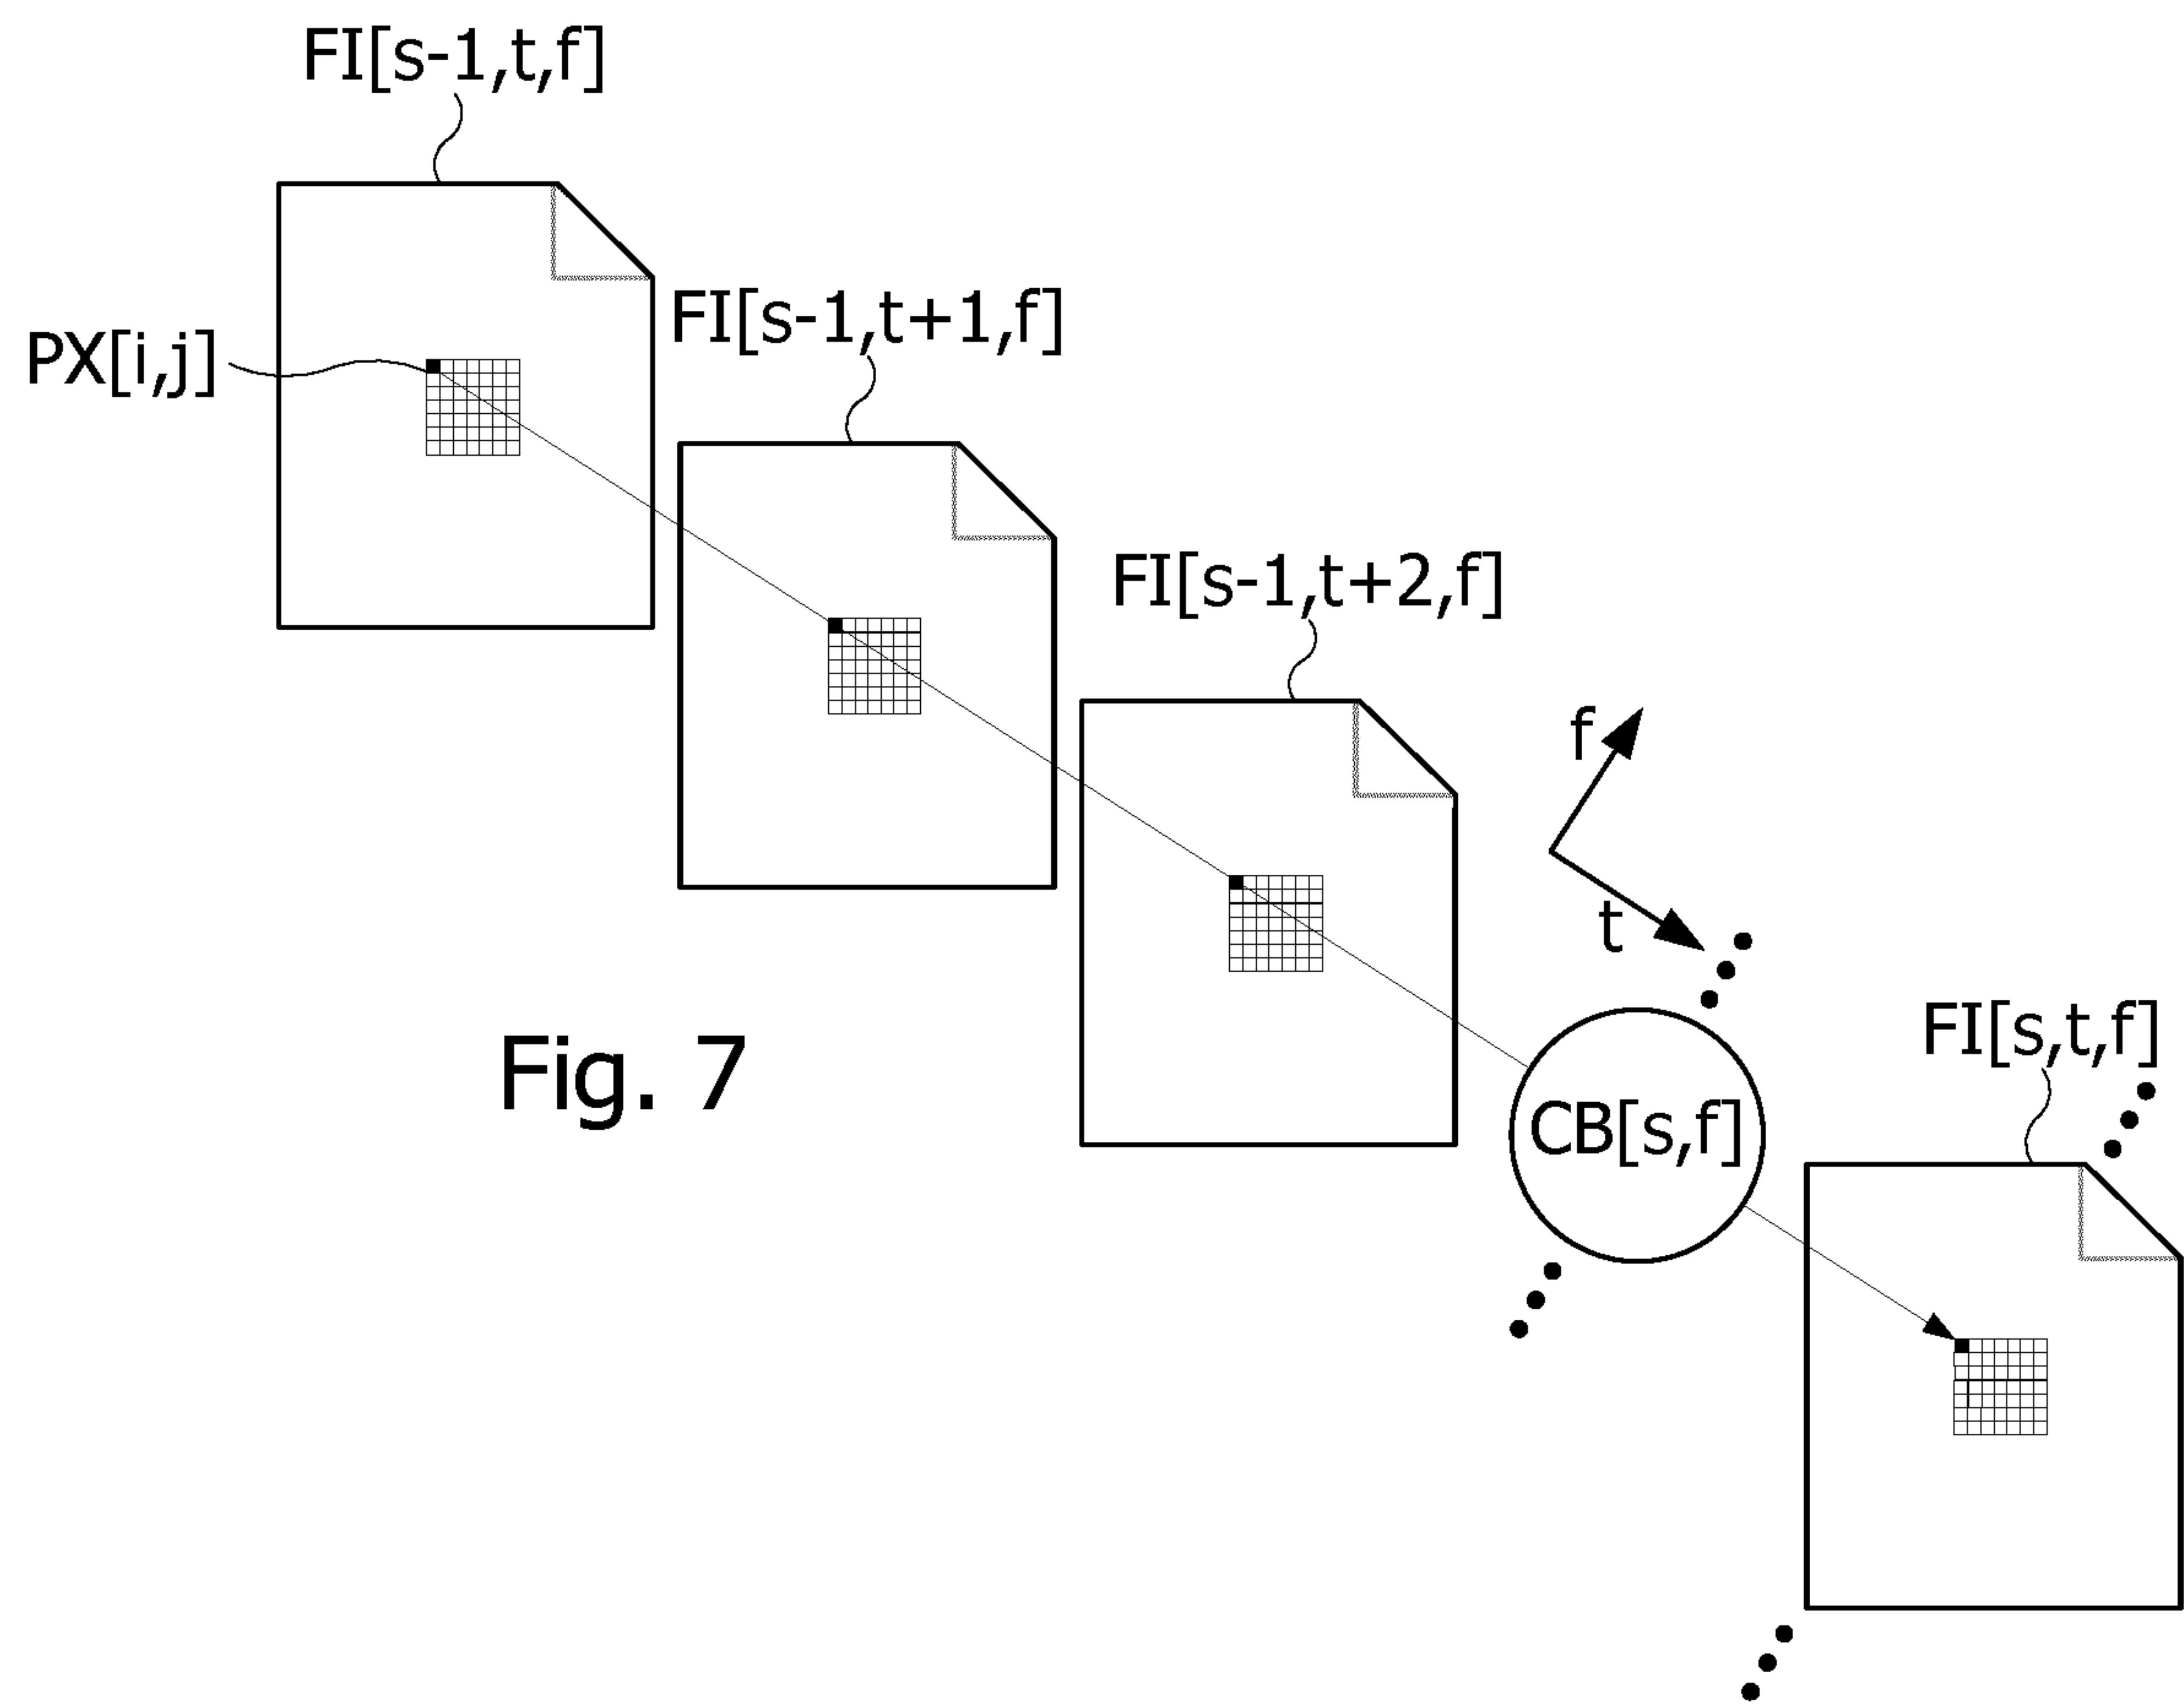 FI[s-1,t,f]
FI[s-1,t+1,f]
PX[i,j]
FI[s-1,t+2,f]
f
t
FI[s,t,f]
Fig. 7
CB[s,f]